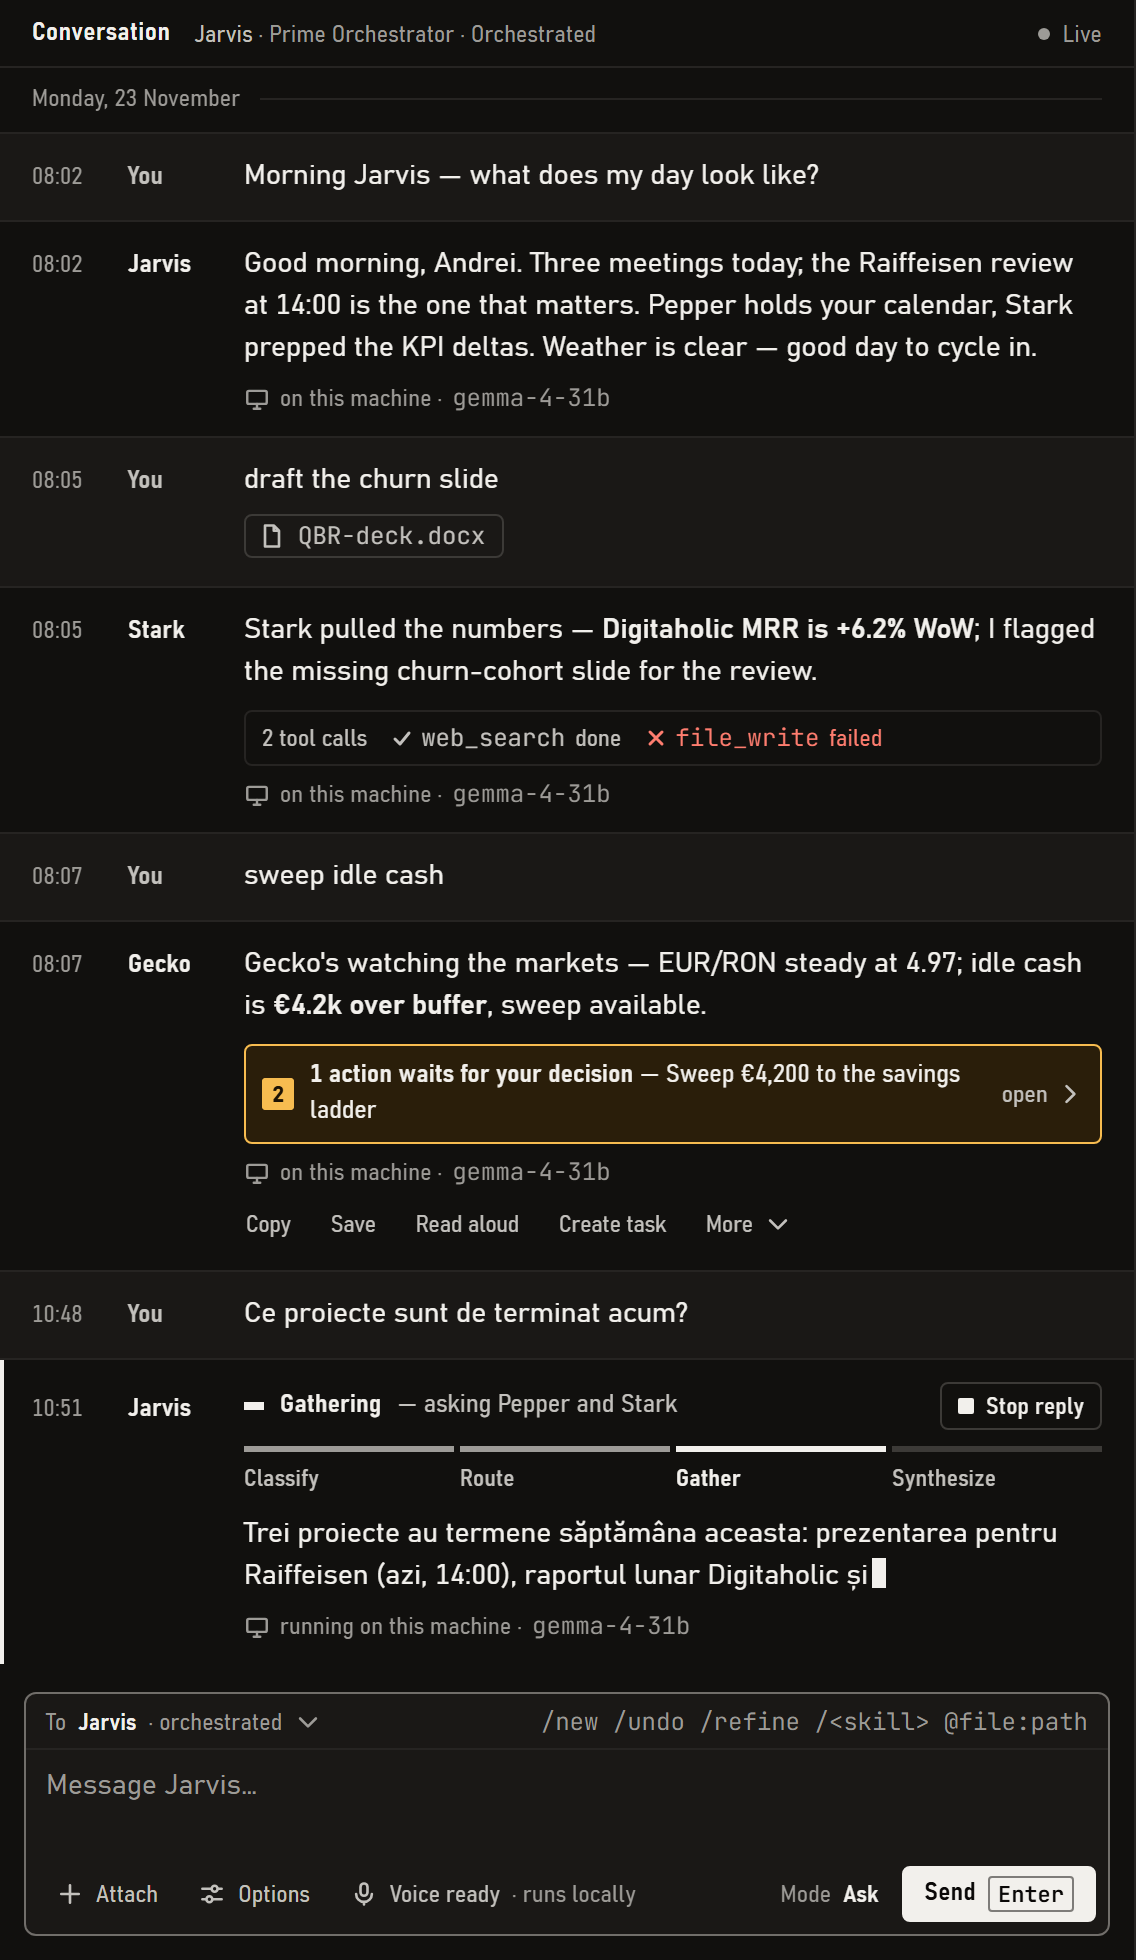 Conversation Jarvis · Prime Orchestrator · Orchestrated Live
Monday, 23 November
08:02 You Morning Jarvis — what does my day look like?
08:02 Jarvis Good morning, Andrei. Three meetings today; the Raiffeisen review
at 14:00 is the one that matters. Pepper holds your calendar, Stark
prepped the KPI deltas. Weather is clear — good day to cycle in.
on this machine · gemma-4-31b
08:05 You draft the churn slide
QBR-deck.docx
08:05 Stark Stark pulled the numbers — Digitaholic MRR is +6.2% WoW; I flagged
the missing churn-cohort slide for the review.
2 tool calls web_search done file_write failed
on this machine · gemma-4-31b
08:07 You sweep idle cash
08:07 Gecko Gecko's watching the markets — EUR/RON steady at 4.97; idle cash
is €4.2k over buffer, sweep available.
2 1 action waits for your decision — Sweep €4,200 to the savings
ladder
open
on this machine · gemma-4-31b
Copy Save Read aloud Create task More
10:48 You Ce proiecte sunt de terminat acum?
10:51 Jarvis Gathering — asking Pepper and Stark Stop reply
Classify Route Gather Synthesize
Trei proiecte au termene săptămâna aceasta: prezentarea pentru
Raiffeisen (azi, 14:00), raportul lunar Digitaholic și
running on this machine · gemma-4-31b
To Jarvis · orchestrated /new /undo /refine /<skill> @file:path
Message Jarvis…
Attach Options Voice ready · runs locally Mode Ask Send Enter